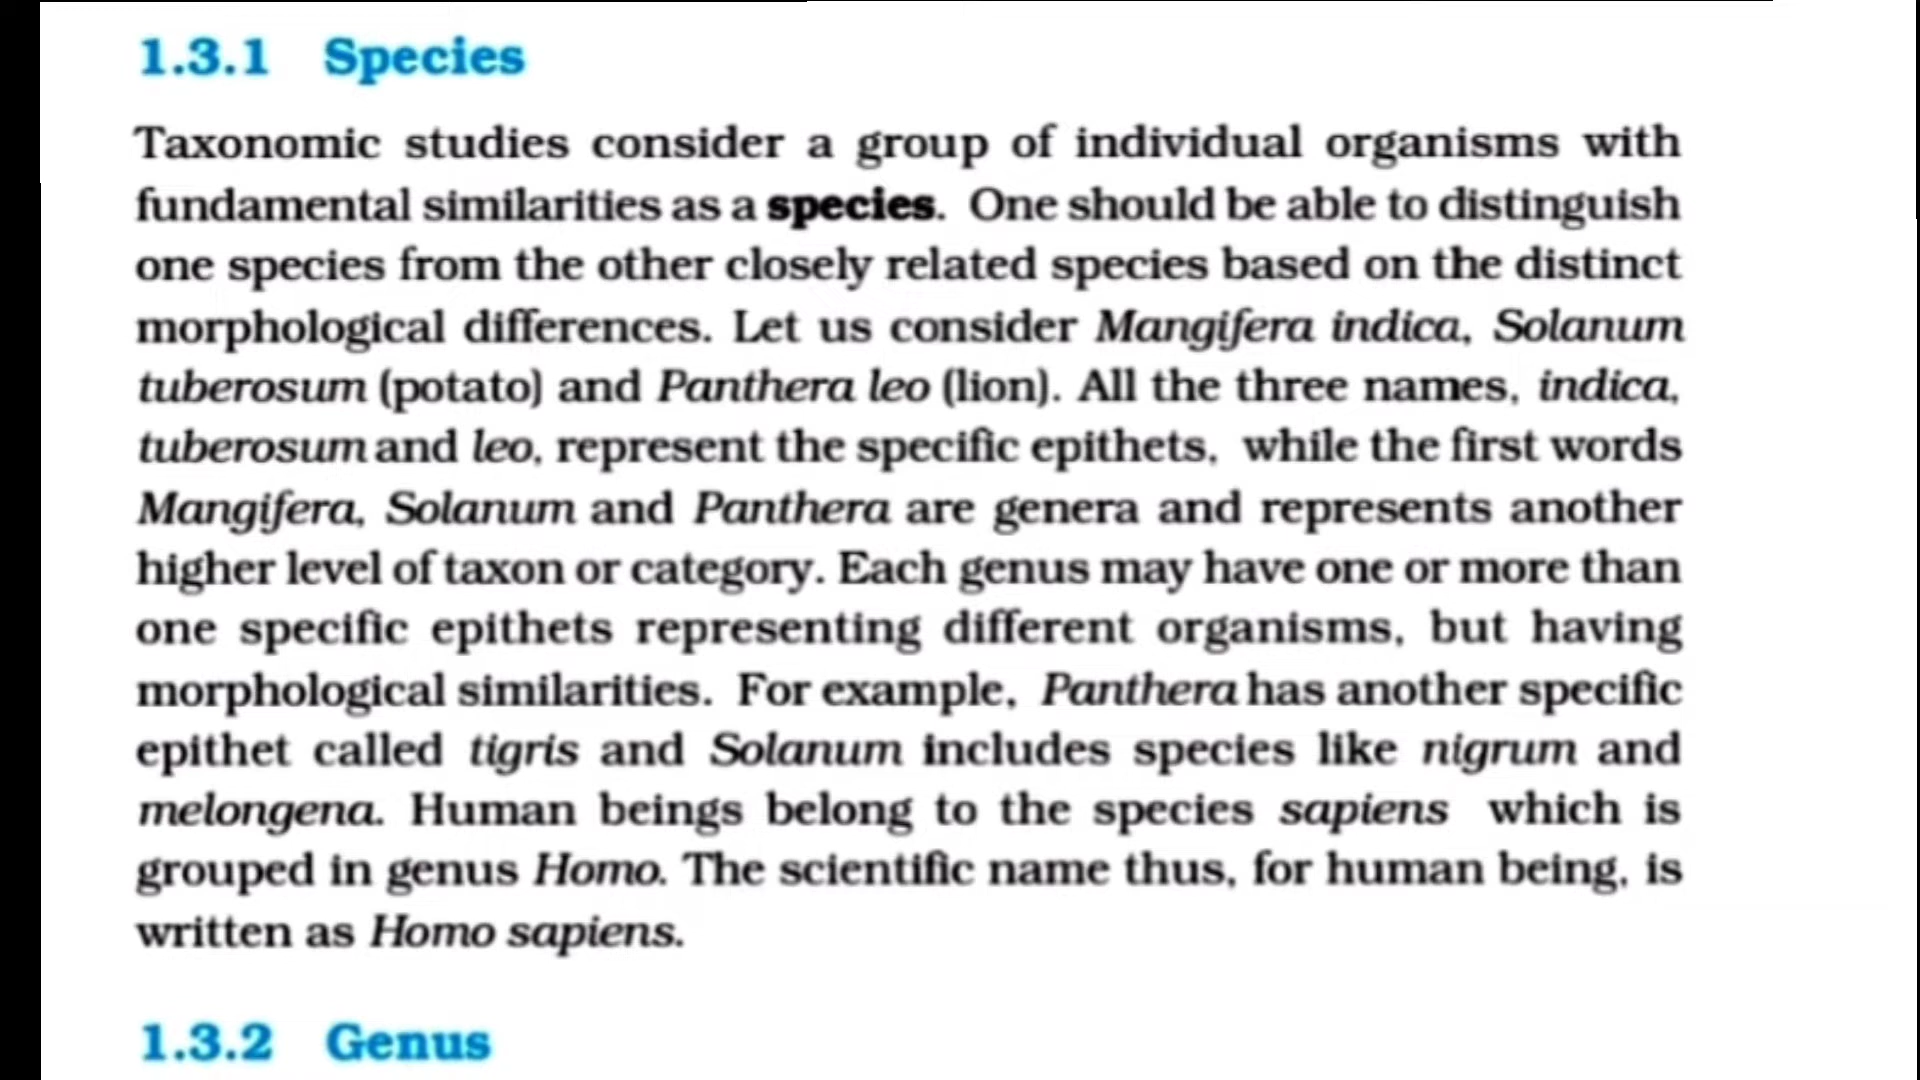 1.3.1 Species
Taxonomic studies consider a group of individual organisms with
fundamental similarities as a species. One should be able to distinguish
one species from the other closely related species based on the distinct
morphological differences. Let us consider Mangifera indica, Solanum
tuberosum (potato) and Panthera leo (lion). All the three names, indica,
tuberosum and leo, represent the specific epithets, while the first words
Mangifera, Solanum and Panthera are genera and represents another
higher level of taxon or category. Each genus may have one or more than
one specific epithets representing different organisms, but having
morphological similarities. For example, Panthera has another specific
epithet called tigris and Solanum includes species like nigrum and
melongena. Human beings belong to the species sapiens which is
grouped in genus Homo. The scientific name thus, for human being, is
written as Homo sapiens.
1.3.2 Genus